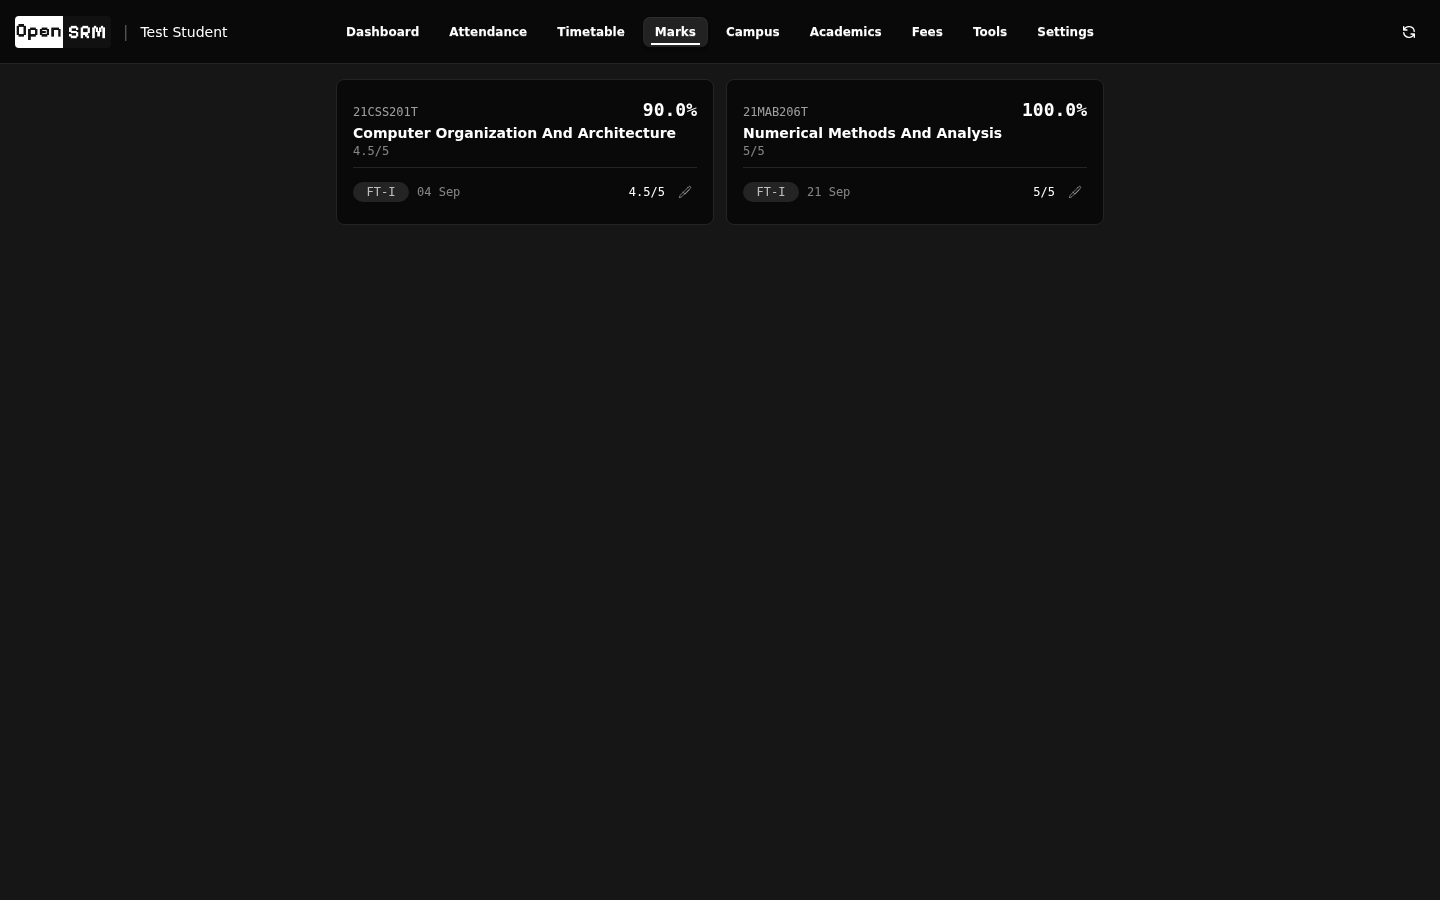 Open SRM | Test Student Dashboard Attendance Timetable Marks Campus Academics Fees Tools Settings
21CSS201T 90.0%
Computer Organization And Architecture
4.5/5
FT-I 04 Sep 4.5/5
21MAB206T 100.0%
Numerical Methods And Analysis
5/5
FT-I 21 Sep 5/5